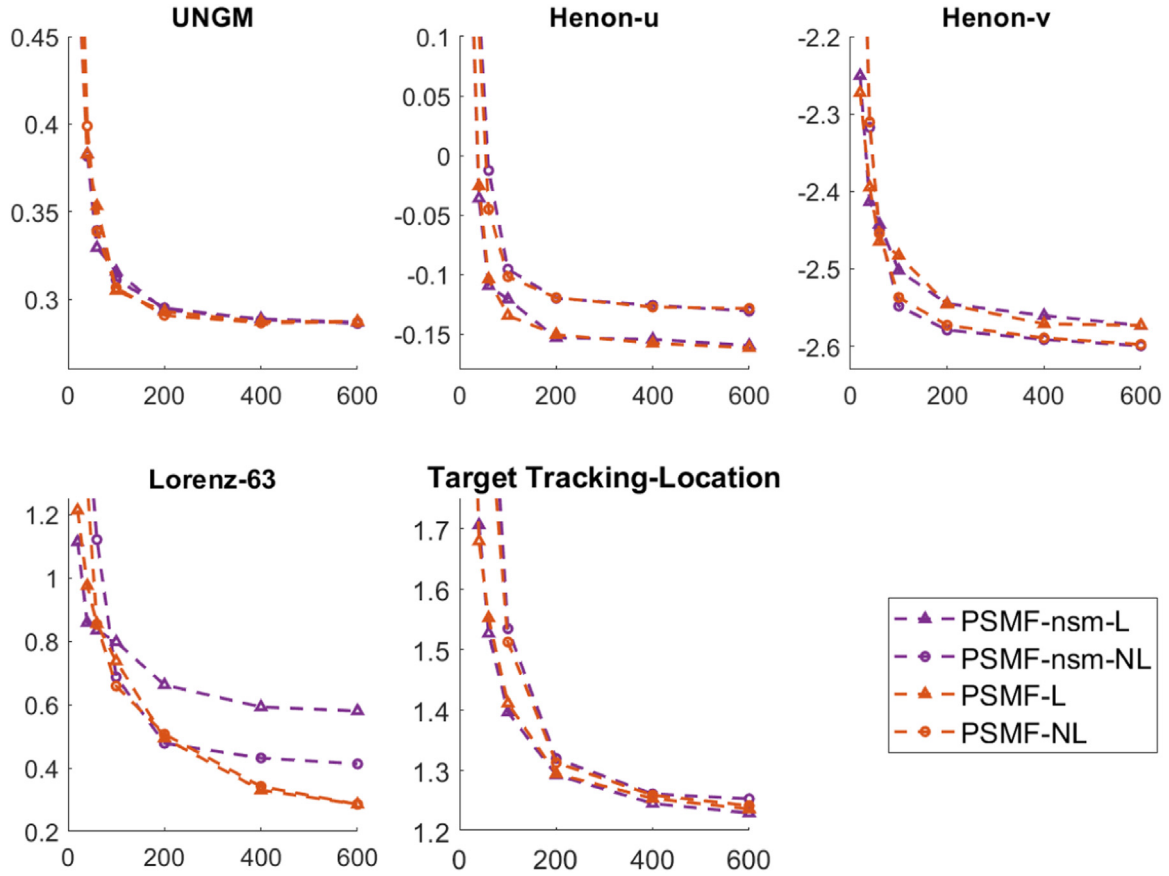 UNGM
0.45
0.4
0.35
0.3
0 200 400 600
Henon-u
0.1
0.05
0
-0.05
-0.1
-0.15
0 200 400 600
Henon-v
-2.2
-2.3
-2.4
-2.5
-2.6
0 200 400 600
Lorenz-63
1.2
1
0.8
0.6
0.4
0.2
0 200 400 600
Target Tracking-Location
1.7
1.6
1.5
1.4
1.3
1.2
0 200 400 600
PSMF-nsm-L
PSMF-nsm-NL
PSMF-L
PSMF-NL